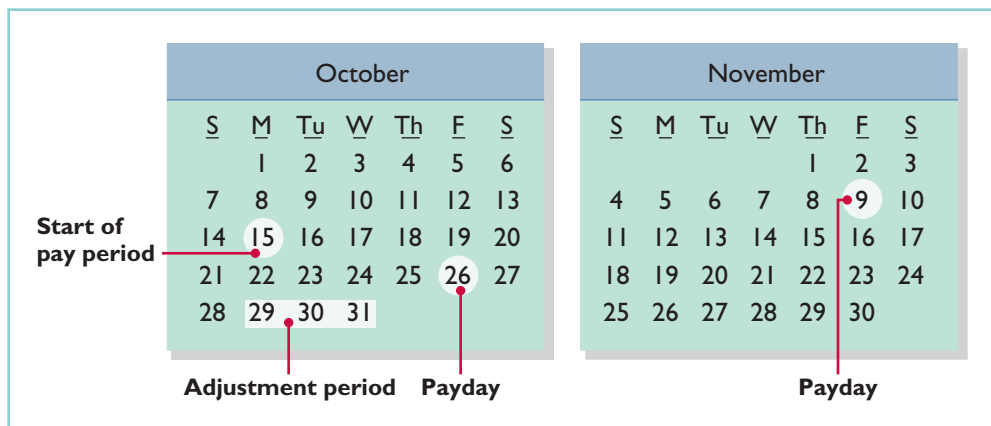 October
S M Tu W Th F S
1 2 3 4 5 6
7 8 9 10 11 12 13
14 15 16 17 18 19 20
21 22 23 24 25 26 27
28 29 30 31
November
S M Tu W Th F S
1 2 3
4 5 6 7 8 9 10
11 12 13 14 15 16 17
18 19 20 21 22 23 24
25 26 27 28 29 30
Start of
pay period
Adjustment period
Payday
Payday